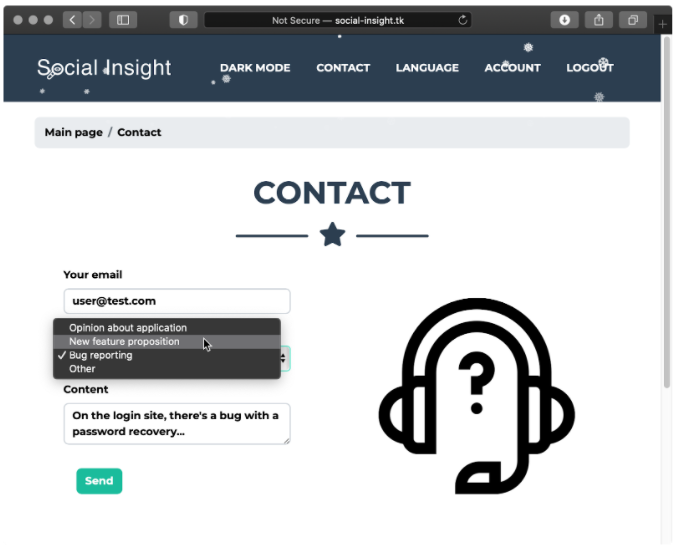 Not Secure — social-insight.tk
Social Insight
DARK MODE CONTACT LANGUAGE ACCOUNT LOGOUT
Main page / Contact
CONTACT
Your email
user@test.com
Opinion about application
New feature proposition
✓ Bug reporting
Other
Content
On the login site, there's a bug with a
password recovery...
Send
?